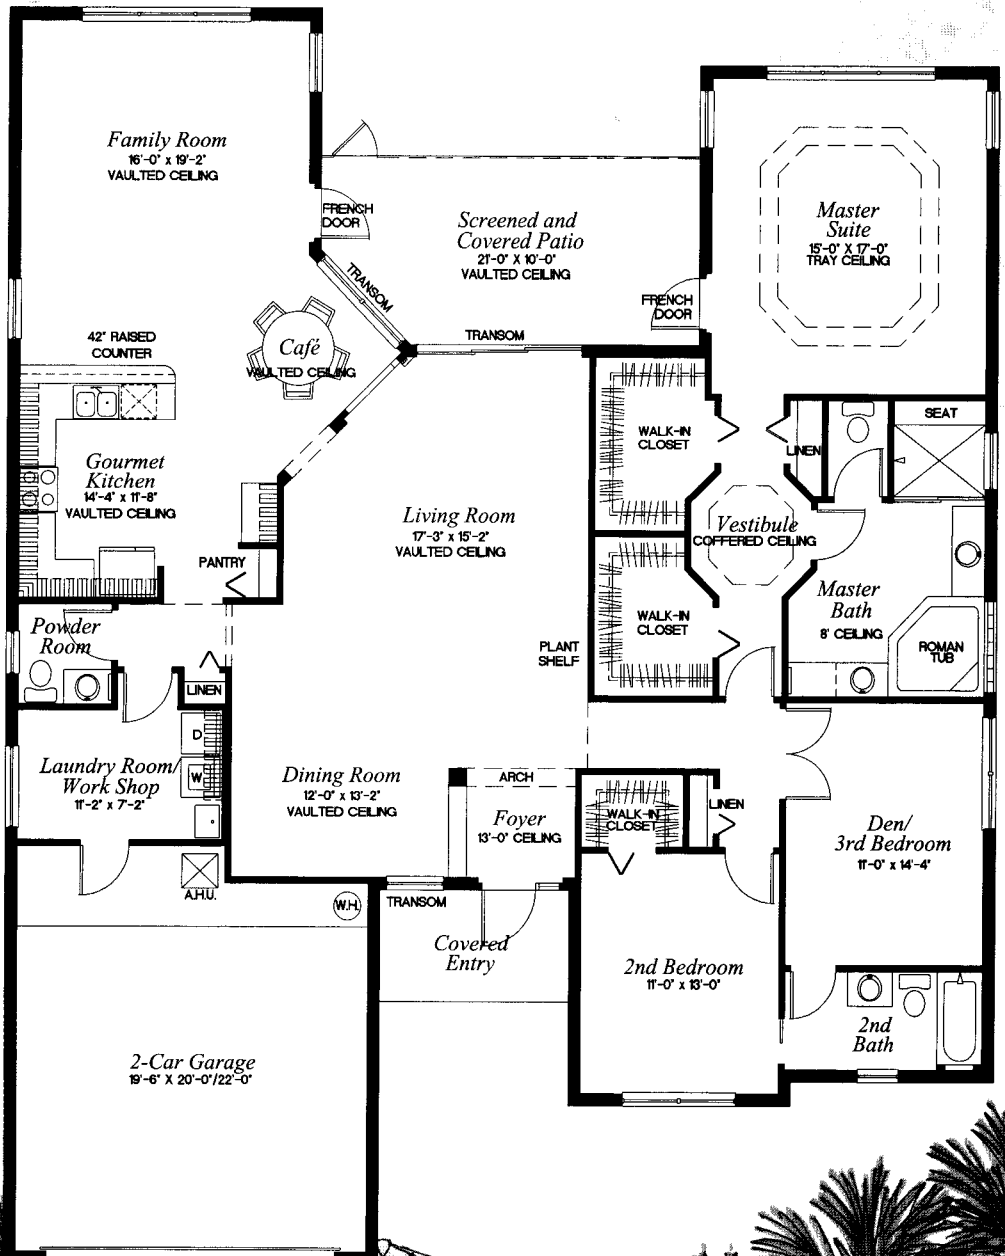 Family Room
16'-0" x 19'-2"
VAULTED CEILING
FRENCH
DOOR
Screened and
Covered Patio
21'-0" X 10'-0"
VAULTED CEILING
Master
Suite
15'-0" X 17'-0"
TRAY CEILING
TRANSOM
FRENCH
DOOR
TRANSOM
42" RAISED
COUNTER
Café
VAULTED CEILING
WALK-IN
CLOSET
LINEN
SEAT
Gourmet
Kitchen
14'-4" x 11'-8"
VAULTED CEILING
Living Room
17'-3" x 15'-2"
VAULTED CEILING
Vestibule
COFFERED CEILING
PANTRY
WALK-IN
CLOSET
Master
Bath
8' CEILING
ROMAN
TUB
Powder
Room
PLANT
SHELF
LINEN
D
W
Laundry Room/
Work Shop
11'-2" x 7'-2"
Dining Room
12'-0" x 13'-2"
VAULTED CEILING
ARCH
Foyer
13'-0" CEILING
WALK-IN
CLOSET
LINEN
Den/
3rd Bedroom
11'-0" x 14'-4"
A.H.U.
W.H.
TRANSOM
Covered
Entry
2nd Bedroom
11'-0" x 13'-0"
2nd
Bath
2-Car Garage
19'-6" X 20'-0"/22'-0"